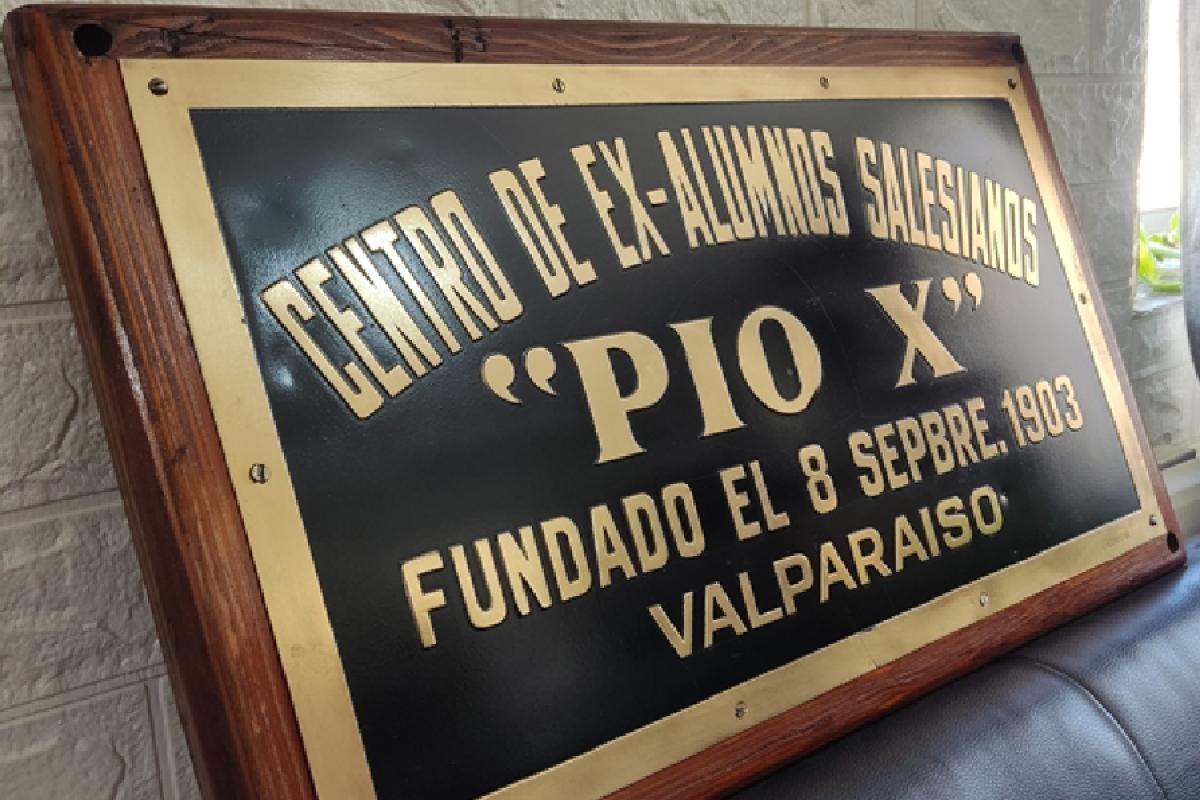 CENTRO DE EX-ALUMNOS SALESIANOS
“PIO X”
FUNDADO EL 8 SEPBRE. 1903
VALPARAISO